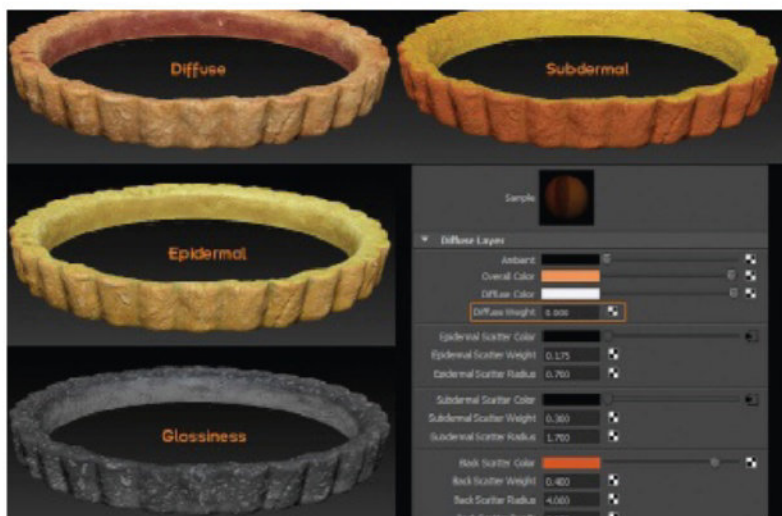 Diffuse
Subdermal
Epidermal
Glossiness
Sample
Diffuse Layer
Ambient
Overall Color
Diffuse Color
Diffuse Weight
Epidermal Scatter Color
Epidermal Scatter Weight 0.175
Epidermal Scatter Radius 0.700
Subdermal Scatter Color
Subdermal Scatter Weight 0.300
Subdermal Scatter Radius 1.700
Back Scatter Color
Back Scatter Weight 0.400
Back Scatter Radius 4.000